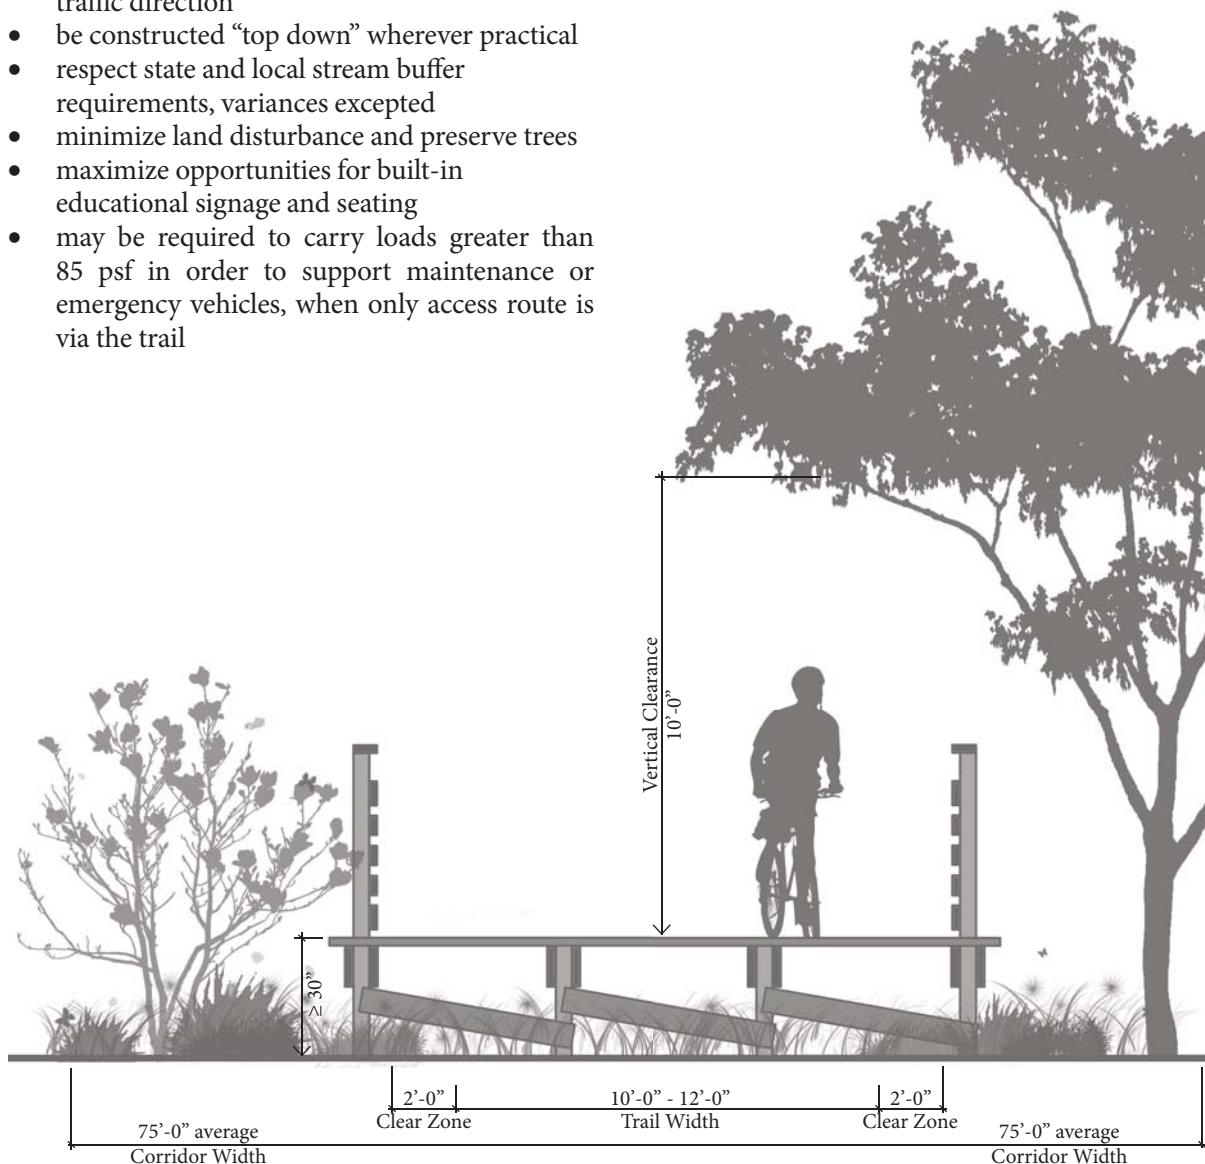 traffic direction
• be constructed “top down” wherever practical
• respect state and local stream buffer
requirements, variances excepted
• minimize land disturbance and preserve trees
• maximize opportunities for built-in
educational signage and seating
• may be required to carry loads greater than
85 psf in order to support maintenance or
emergency vehicles, when only access route is
via the trail
Vertical Clearance
10’-0”
≥ 30”
2’-0”
Clear Zone
10’-0” - 12’-0”
Trail Width
2’-0”
Clear Zone
75’-0” average
Corridor Width
75’-0” average
Corridor Width